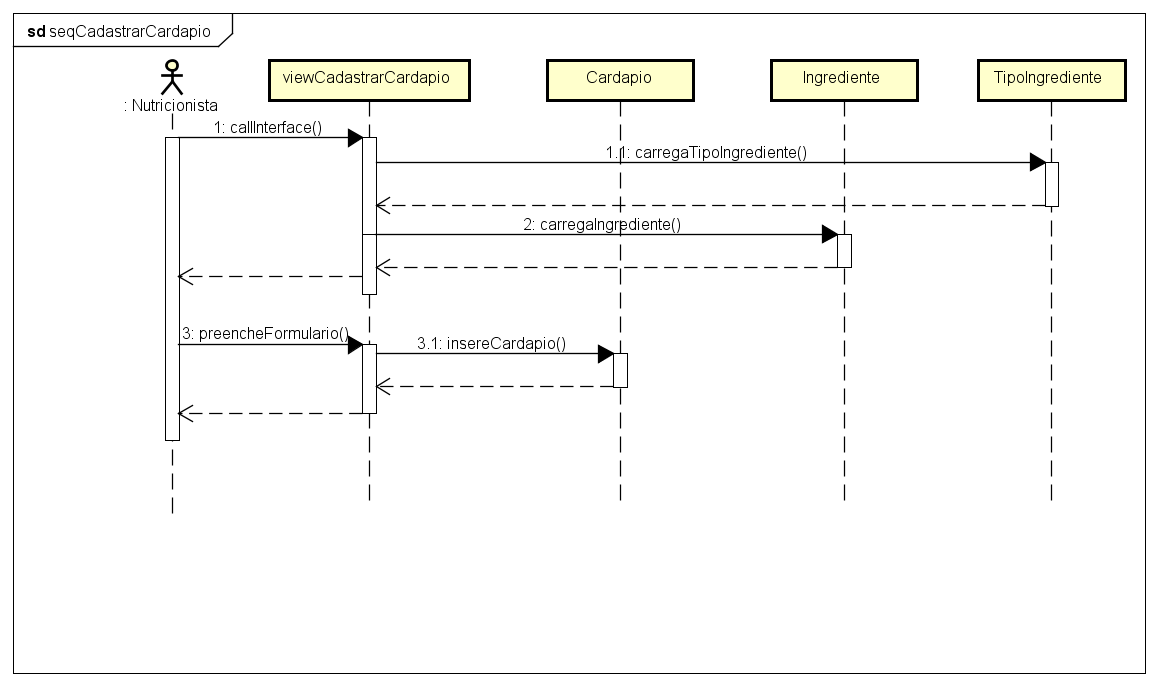 sd seqCadastrarCardapio
: Nutricionista
viewCadastrarCardapio
Cardapio
Ingrediente
TipoIngrediente
1: callInterface()
1.1: carregaTipoIngrediente()
2: carregaIngrediente()
3: preencheFormulario()
3.1: insereCardapio()